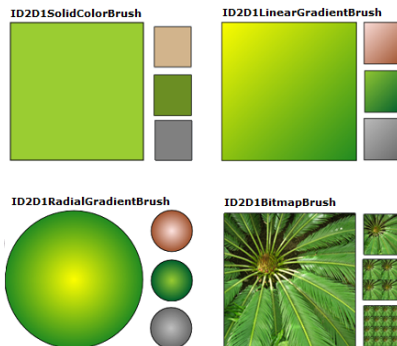 ID2D1SolidColorBrush
ID2D1LinearGradientBrush
ID2D1RadialGradientBrush
ID2D1BitmapBrush